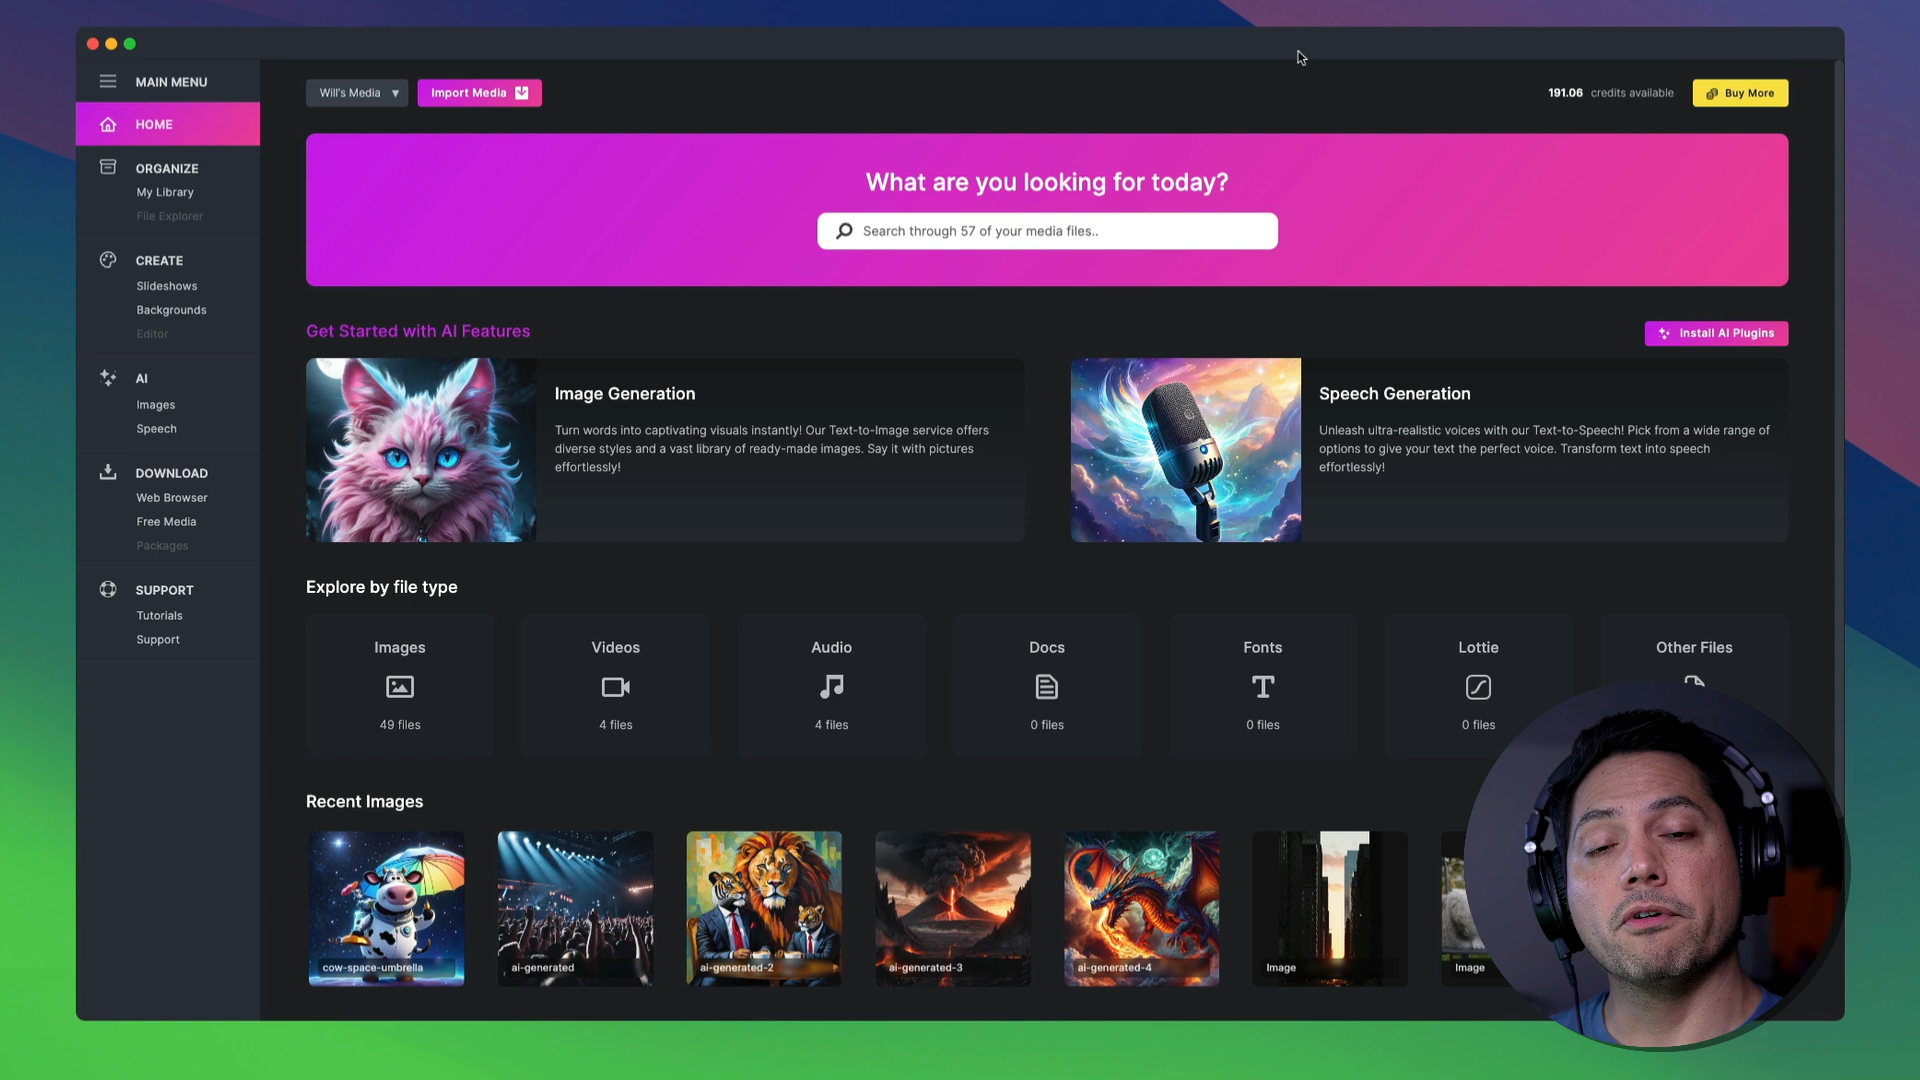 MAIN MENU
HOME
ORGANIZE
My Library
File Explorer
CREATE
Slideshows
Backgrounds
Editor
AI
Images
Speech
DOWNLOAD
Web Browser
Free Media
Packages
SUPPORT
Tutorials
Support
Will's Media
Import Media
191.06 credits available
Buy More
What are you looking for today?
Search through 57 of your media files..
Get Started with AI Features
Install AI Plugins
Image Generation
Turn words into captivating visuals instantly! Our Text-to-Image service offers
diverse styles and a vast library of ready-made images. Say it with pictures
effortlessly!
Speech Generation
Unleash ultra-realistic voices with our Text-to-Speech! Pick from a wide range of
options to give your text the perfect voice. Transform text into speech
effortlessly!
Explore by file type
Images
49 files
Videos
4 files
Audio
4 files
Docs
0 files
Fonts
0 files
Lottie
0 files
Other Files
Recent Images
cow-space-umbrella
ai-generated
ai-generated-2
ai-generated-3
ai-generated-4
Image
Image